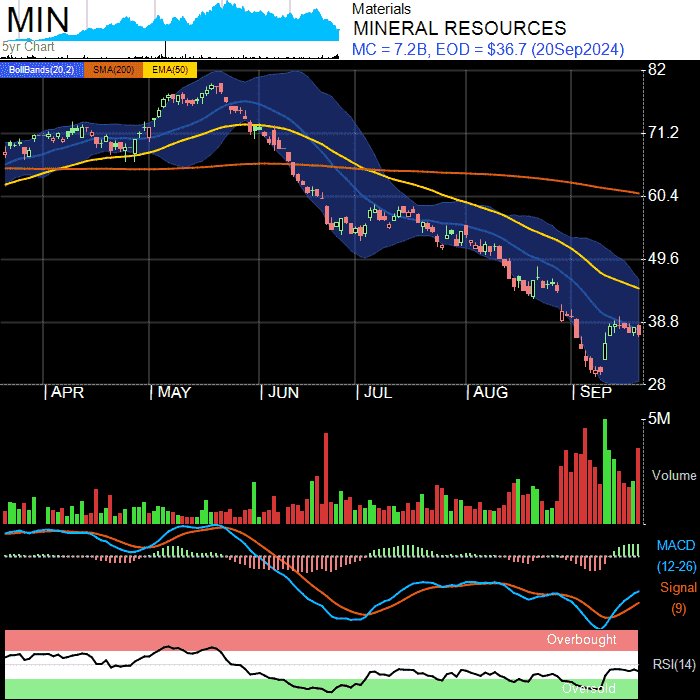 MIN
5yr Chart
Materials
MINERAL RESOURCES
MC = 7.2B, EOD = $36.7 (20Sep2024)
BollBands(20,2) SMA(200) EMA(50)
82
71.2
60.4
49.6
38.8
28
APR MAY JUN JUL AUG SEP
5M
Volume
MACD
(12-26)
Signal
(9)
Overbought
RSI(14)
Oversold